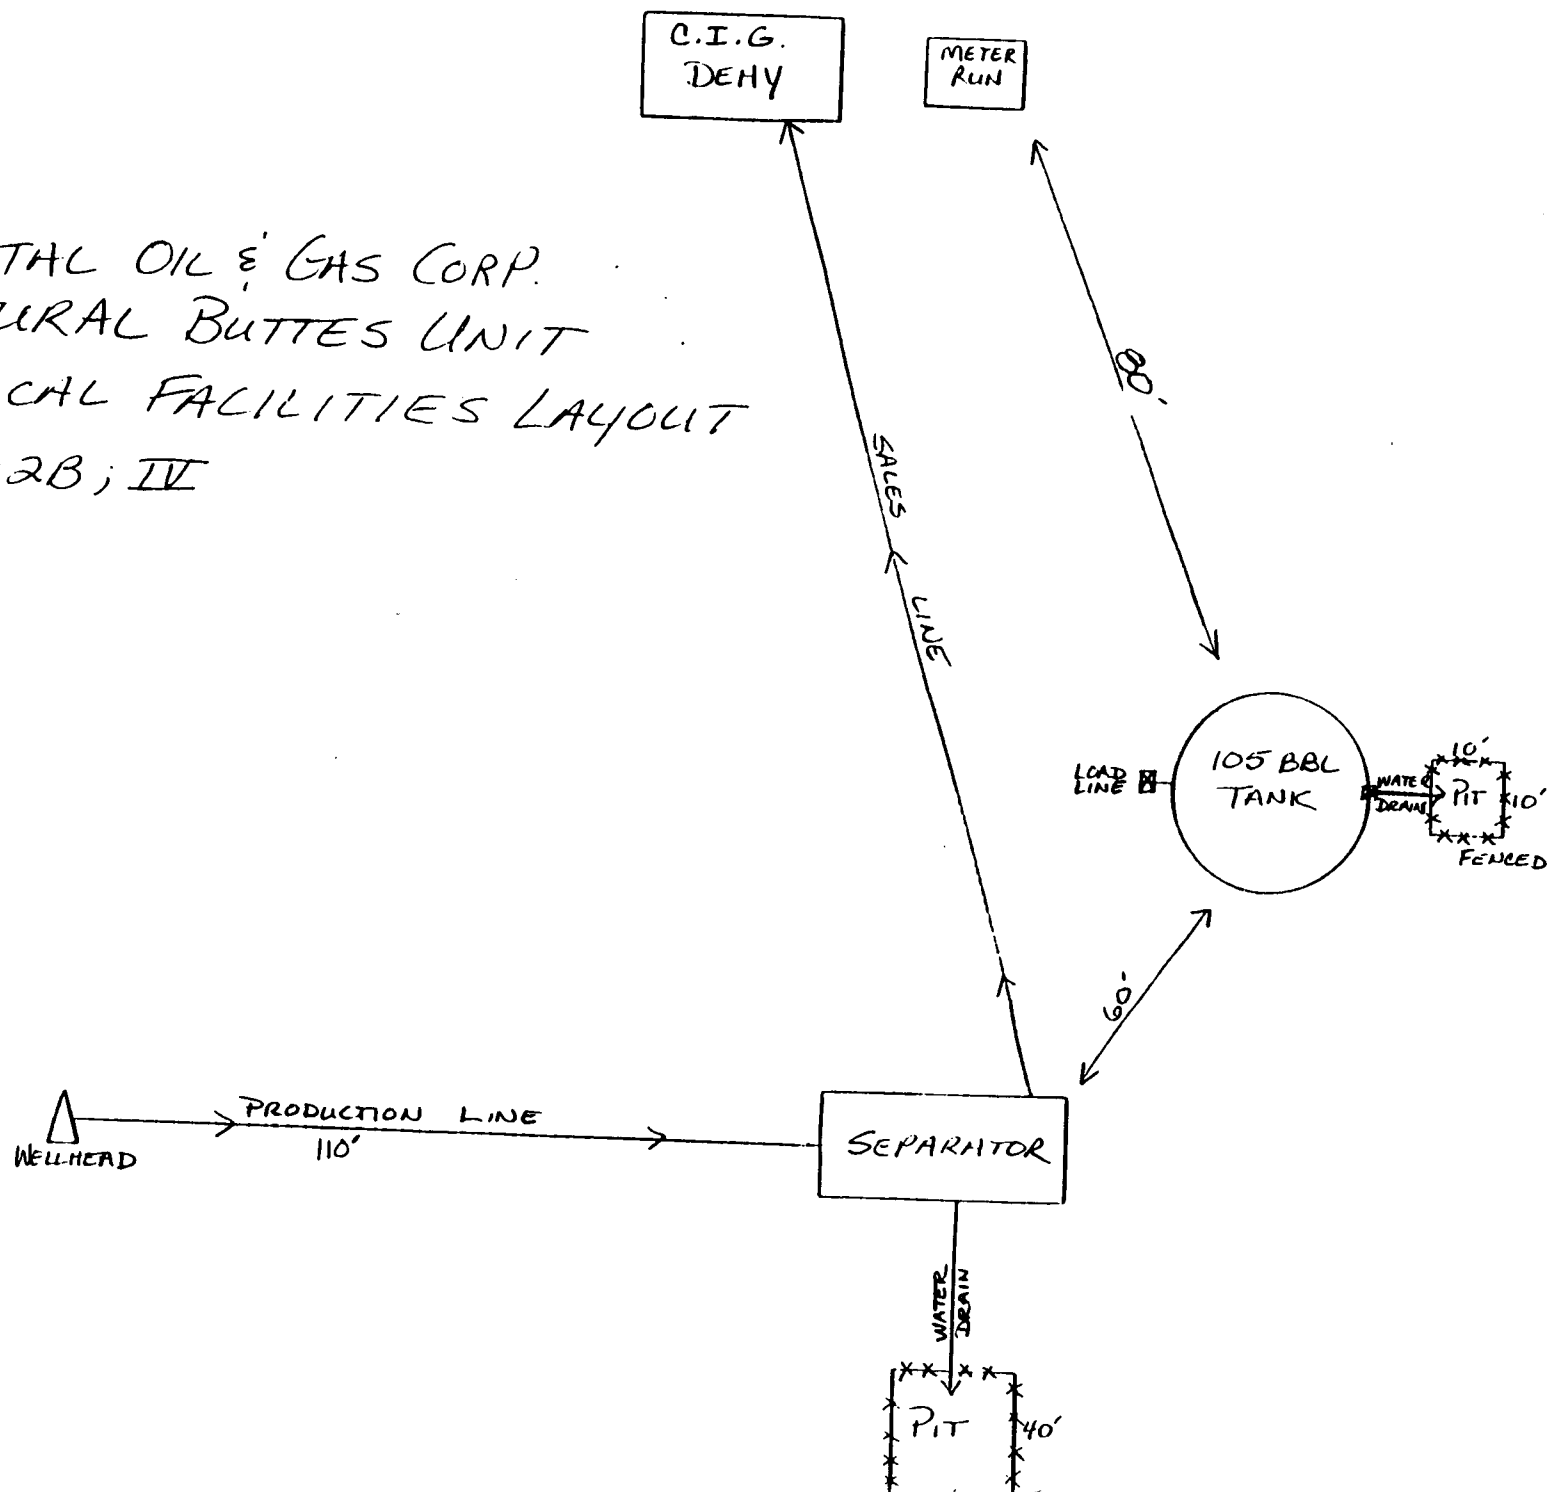 C.I.G.
DEHY
METER
RUN
TAL OIL & GAS CORP.
URAL BUTTES UNIT
CAL FACILITIES LAYOUT
2B; IV
80'
SALES
LINE
LOAD
LINE
105 BBL
TANK
WATER
DRAIN
10'
PIT
10'
FENCED
60'
PRODUCTION LINE
110'
WELLHEAD
SEPARATOR
WATER
DRAIN
PIT
40'